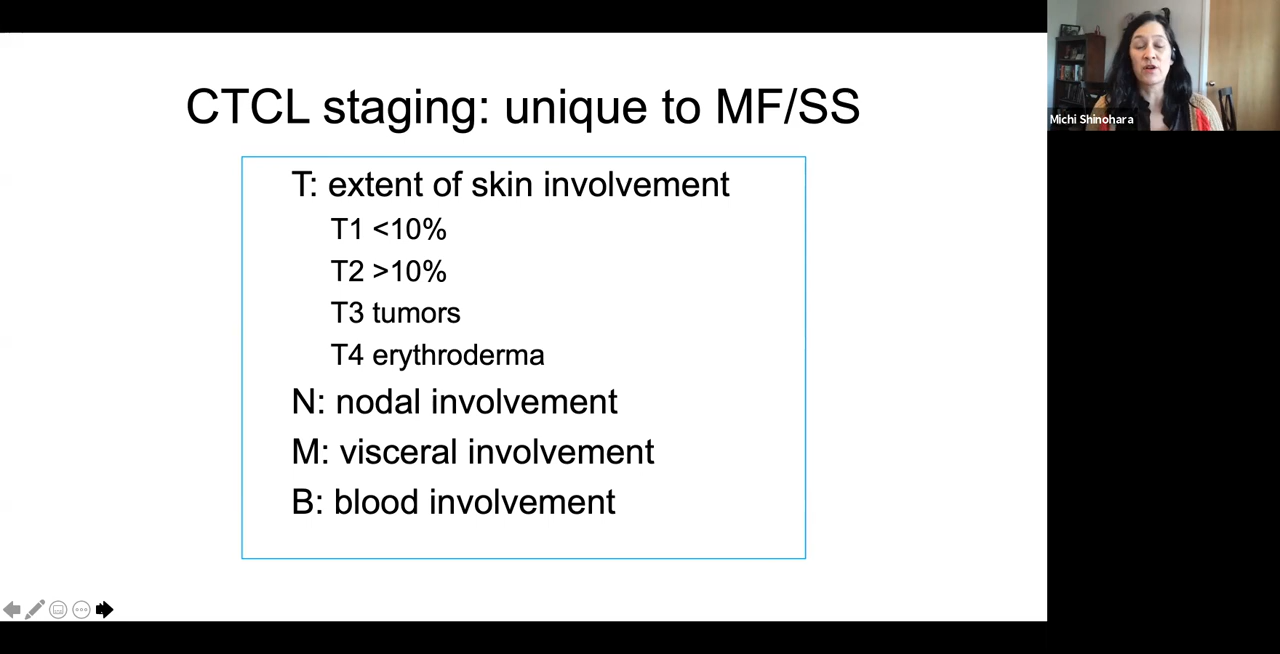 CTCL staging: unique to MF/SS
T: extent of skin involvement
T1 <10%
T2 >10%
T3 tumors
T4 erythroderma
N: nodal involvement
M: visceral involvement
B: blood involvement
Michi Shinohara